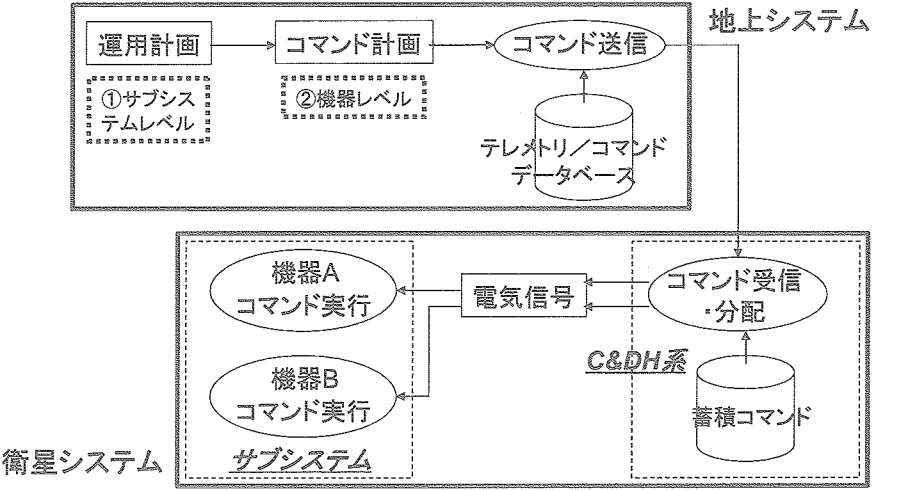 地上システム
運用計画
コマンド計画
コマンド送信
①サブシス
テムレベル
②機器レベル
テレメトリ／コマンド
データベース
機器A
コマンド実行
電気信号
コマンド受信
・分配
C&DH系
機器B
コマンド実行
蓄積コマンド
サブシステム
衛星システム